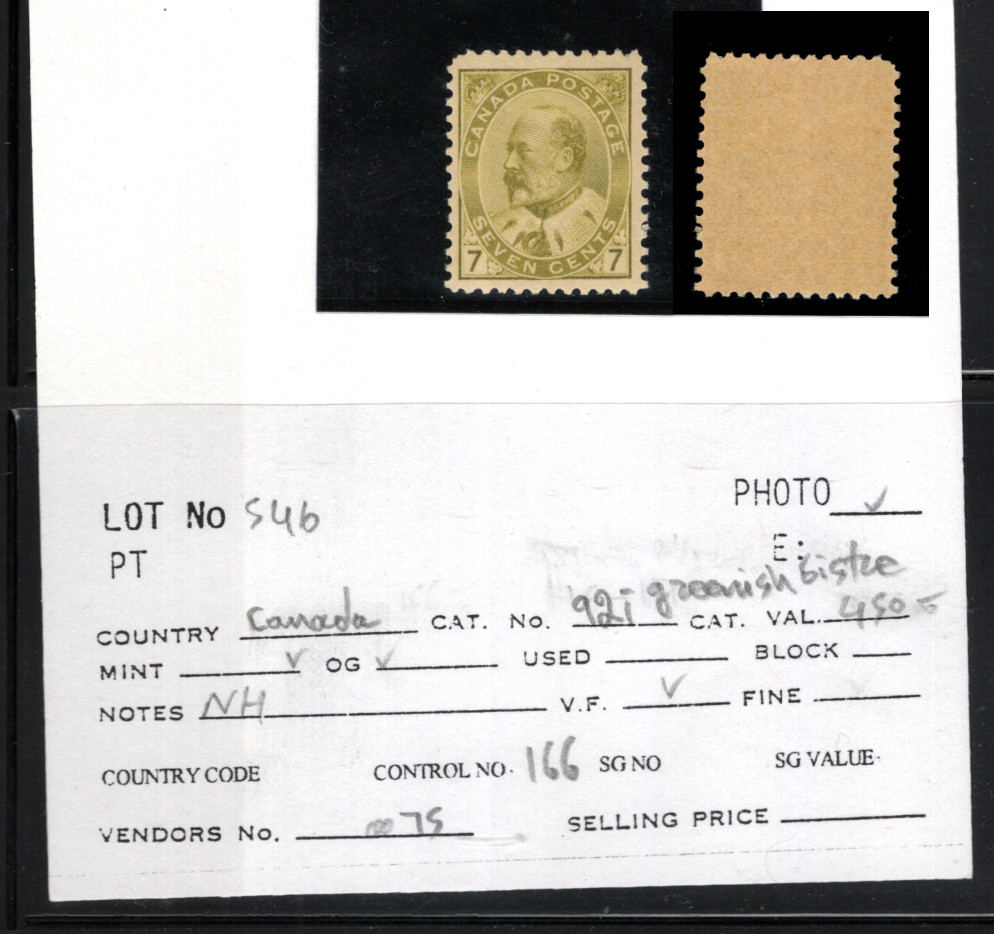 CANADA POSTAGE
SEVEN CENTS
7 7
LOT No 546
PHOTO ✓
PT
E:
greenish bistre
COUNTRY Canada CAT. NO. 92i CAT. VAL. 450-
MINT ✓ OG ✓ USED BLOCK
NOTES NH V.F. ✓ FINE
COUNTRY CODE CONTROL NO. 166 SG NO SG VALUE.
VENDORS No. 75 SELLING PRICE